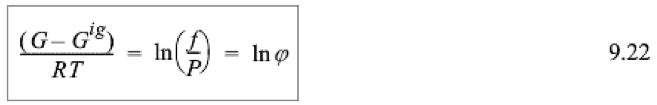 (G – G^ig)/RT = ln(f/P) = ln φ 9.22